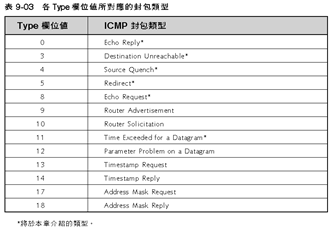 表 9-03 各 Type 欄位值所對應的封包類型
Type 欄位值 ICMP 封包類型
0 Echo Reply*
3 Destination Unreachable*
4 Source Quench*
5 Redirect*
8 Echo Request*
9 Router Advertisement
10 Router Solicitation
11 Time Exceeded for a Datagram*
12 Parameter Problem on a Datagram
13 Timestamp Request
14 Timestamp Reply
17 Address Mask Request
18 Address Mask Reply
*將於本章介紹的類型。